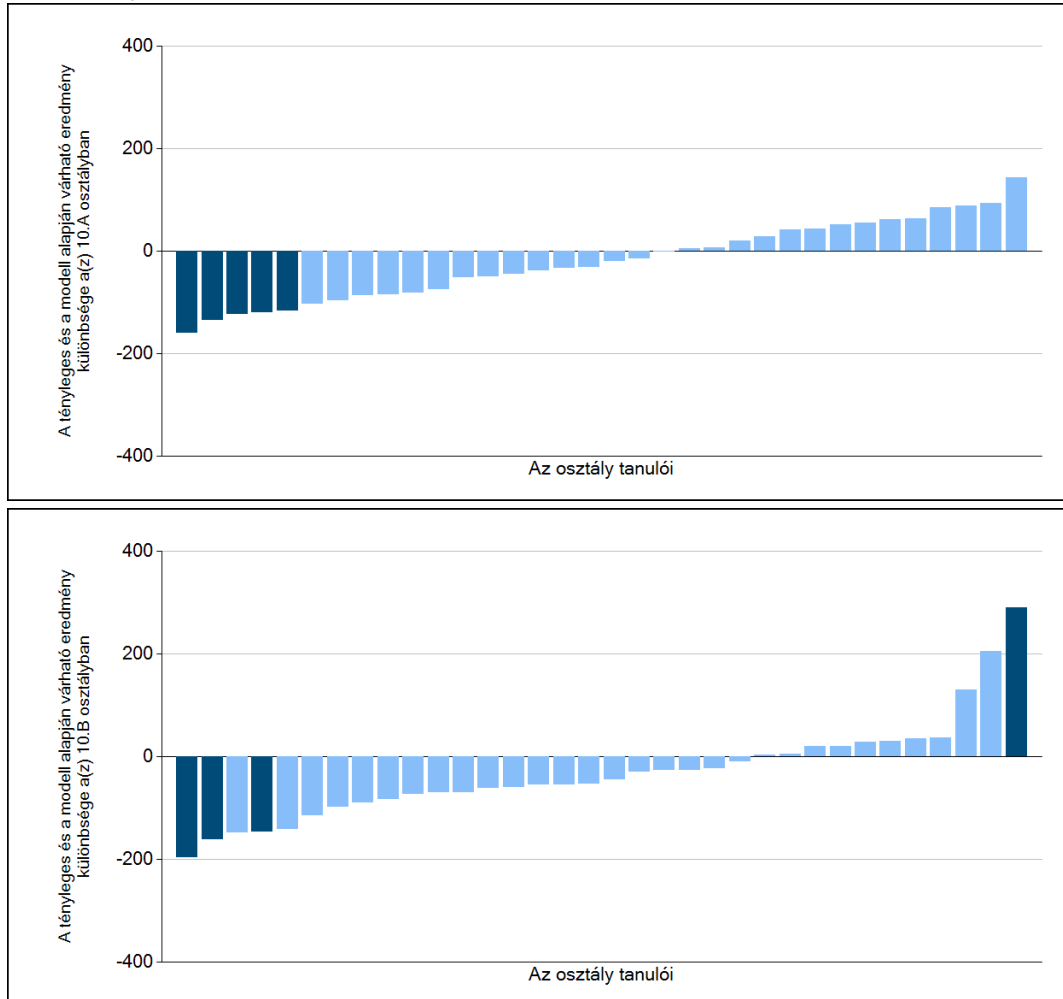 A tényleges és a modell alapján várható eredmény
különbsége a(z) 10.A osztályban
400
200
0
-200
-400
Az osztály tanulói
A tényleges és a modell alapján várható eredmény
különbsége a(z) 10.B osztályban
400
200
0
-200
-400
Az osztály tanulói